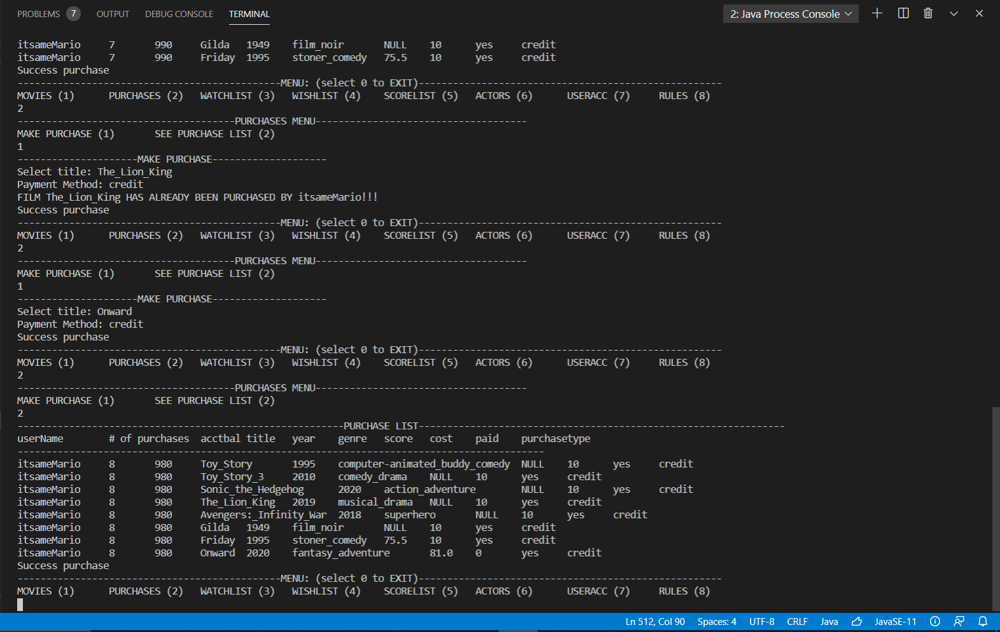 PROBLEMS 7 OUTPUT DEBUG CONSOLE TERMINAL 2: Java Process Console
itsameMario 7 990 Gilda 1949 film_noir NULL 10 yes credit
itsameMario 7 990 Friday 1995 stoner_comedy 75.5 10 yes credit
Success purchase
----------------------------------------------MENU: (select 0 to EXIT)-----------------------------------------------------
MOVIES (1) PURCHASES (2) WATCHLIST (3) WISHLIST (4) SCORELIST (5) ACTORS (6) USERACC (7) RULES (8)
2
--------------------------------------PURCHASES MENU-------------------------------------
MAKE PURCHASE (1) SEE PURCHASE LIST (2)
1
---------------------MAKE PURCHASE--------------------
Select title: The_Lion_King
Payment Method: credit
FILM The_Lion_King HAS ALREADY BEEN PURCHASED BY itsameMario!!!
Success purchase
----------------------------------------------MENU: (select 0 to EXIT)-----------------------------------------------------
MOVIES (1) PURCHASES (2) WATCHLIST (3) WISHLIST (4) SCORELIST (5) ACTORS (6) USERACC (7) RULES (8)
2
--------------------------------------PURCHASES MENU-------------------------------------
MAKE PURCHASE (1) SEE PURCHASE LIST (2)
1
---------------------MAKE PURCHASE--------------------
Select title: Onward
Payment Method: credit
Success purchase
----------------------------------------------MENU: (select 0 to EXIT)-----------------------------------------------------
MOVIES (1) PURCHASES (2) WATCHLIST (3) WISHLIST (4) SCORELIST (5) ACTORS (6) USERACC (7) RULES (8)
2
--------------------------------------PURCHASES MENU-------------------------------------
MAKE PURCHASE (1) SEE PURCHASE LIST (2)
2
---------------------------------------------------------PURCHASE LIST----------------------------------------------------------------
userName # of purchases acctbal title year genre score cost paid purchasetype
--------------------------------------------------------------------------------------------
itsameMario 8 980 Toy_Story 1995 computer-animated_buddy_comedy NULL 10 yes credit
itsameMario 8 980 Toy_Story_3 2010 comedy_drama NULL 10 yes credit
itsameMario 8 980 Sonic_the_Hedgehog 2020 action_adventure NULL 10 yes credit
itsameMario 8 980 The_Lion_King 2019 musical_drama NULL 10 yes credit
itsameMario 8 980 Avengers:_Infinity_War 2018 superhero NULL 10 yes credit
itsameMario 8 980 Gilda 1949 film_noir NULL 10 yes credit
itsameMario 8 980 Friday 1995 stoner_comedy 75.5 10 yes credit
itsameMario 8 980 Onward 2020 fantasy_adventure 81.0 0 yes credit
Success purchase
----------------------------------------------MENU: (select 0 to EXIT)-----------------------------------------------------
MOVIES (1) PURCHASES (2) WATCHLIST (3) WISHLIST (4) SCORELIST (5) ACTORS (6) USERACC (7) RULES (8)
Ln 512, Col 90 Spaces: 4 UTF-8 CRLF Java JavaSE-11